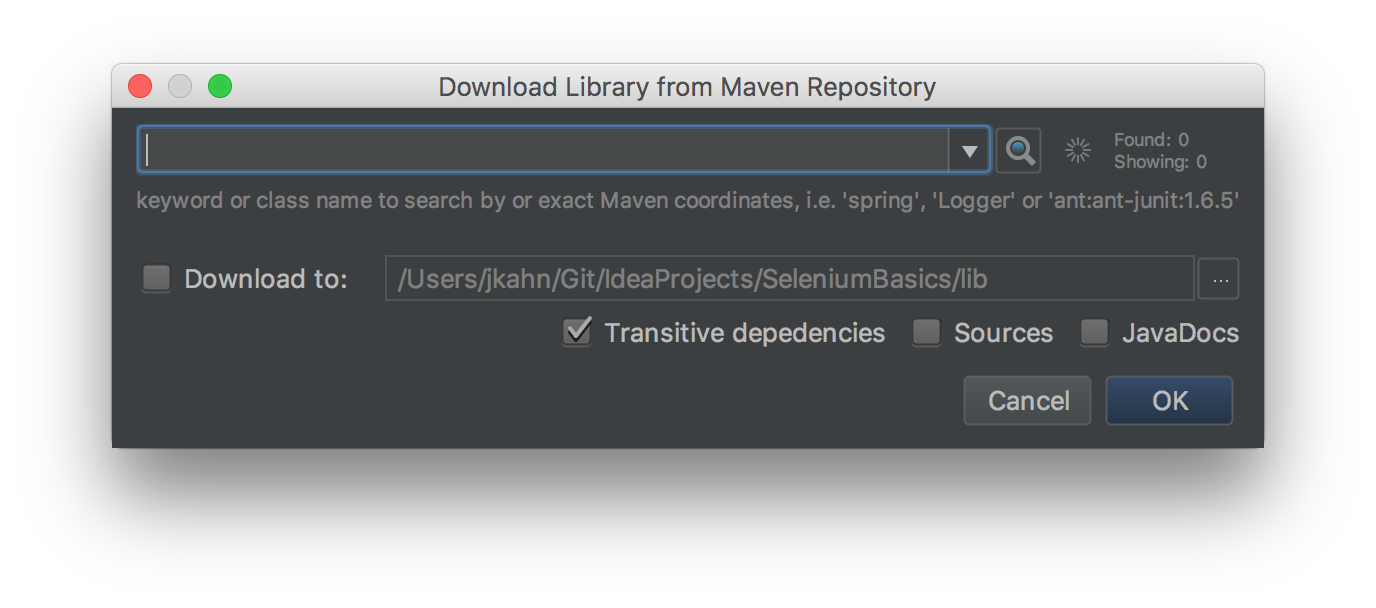 Download Library from Maven Repository
Found: 0
Showing: 0
keyword or class name to search by or exact Maven coordinates, i.e. 'spring', 'Logger' or 'ant:ant-junit:1.6.5'
Download to: /Users/jkahn/Git/IdeaProjects/SeleniumBasics/lib ...
Transitive depedencies Sources JavaDocs
Cancel OK